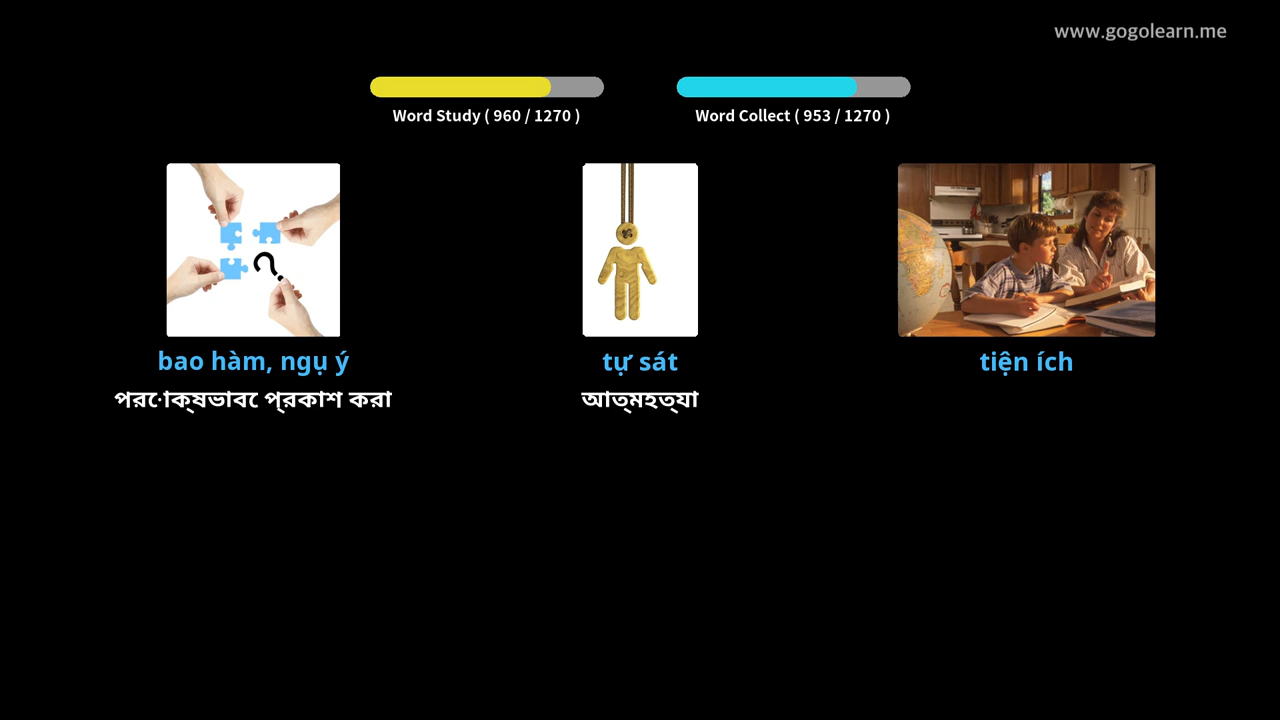 www.gogolearn.me
Word Study ( 960 / 1270 )
Word Collect ( 953 / 1270 )
bao hàm, ngụ ý
tự sát
tiện ích
পরোক্ষভাবে প্রকাশ করা
আত্মহত্যা